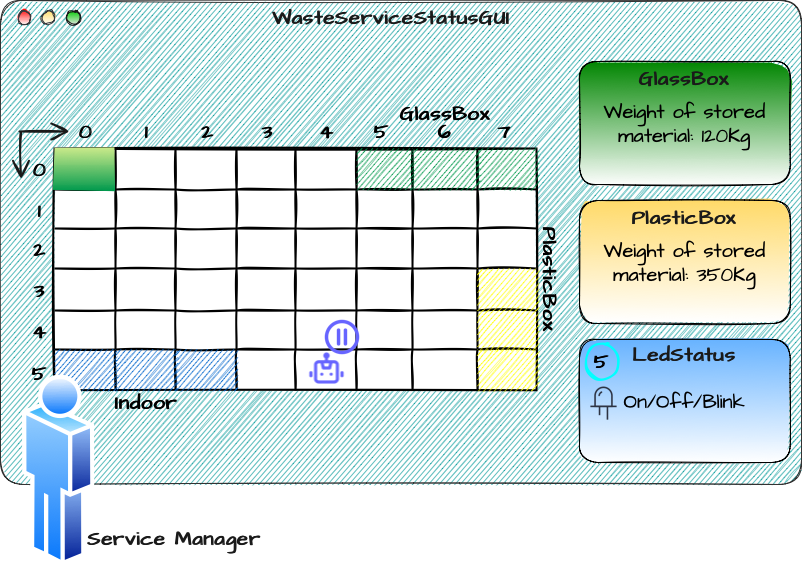 WasteServiceStatusGUI
GlassBox
Weight of stored
material: 120Kg
GlassBox
0 1 2 3 4 5 6 7
0
1
2
3
4
5
PlasticBox
PlasticBox
Weight of stored
material: 350Kg
5 LedStatus
On/Off/Blink
Indoor
Service Manager